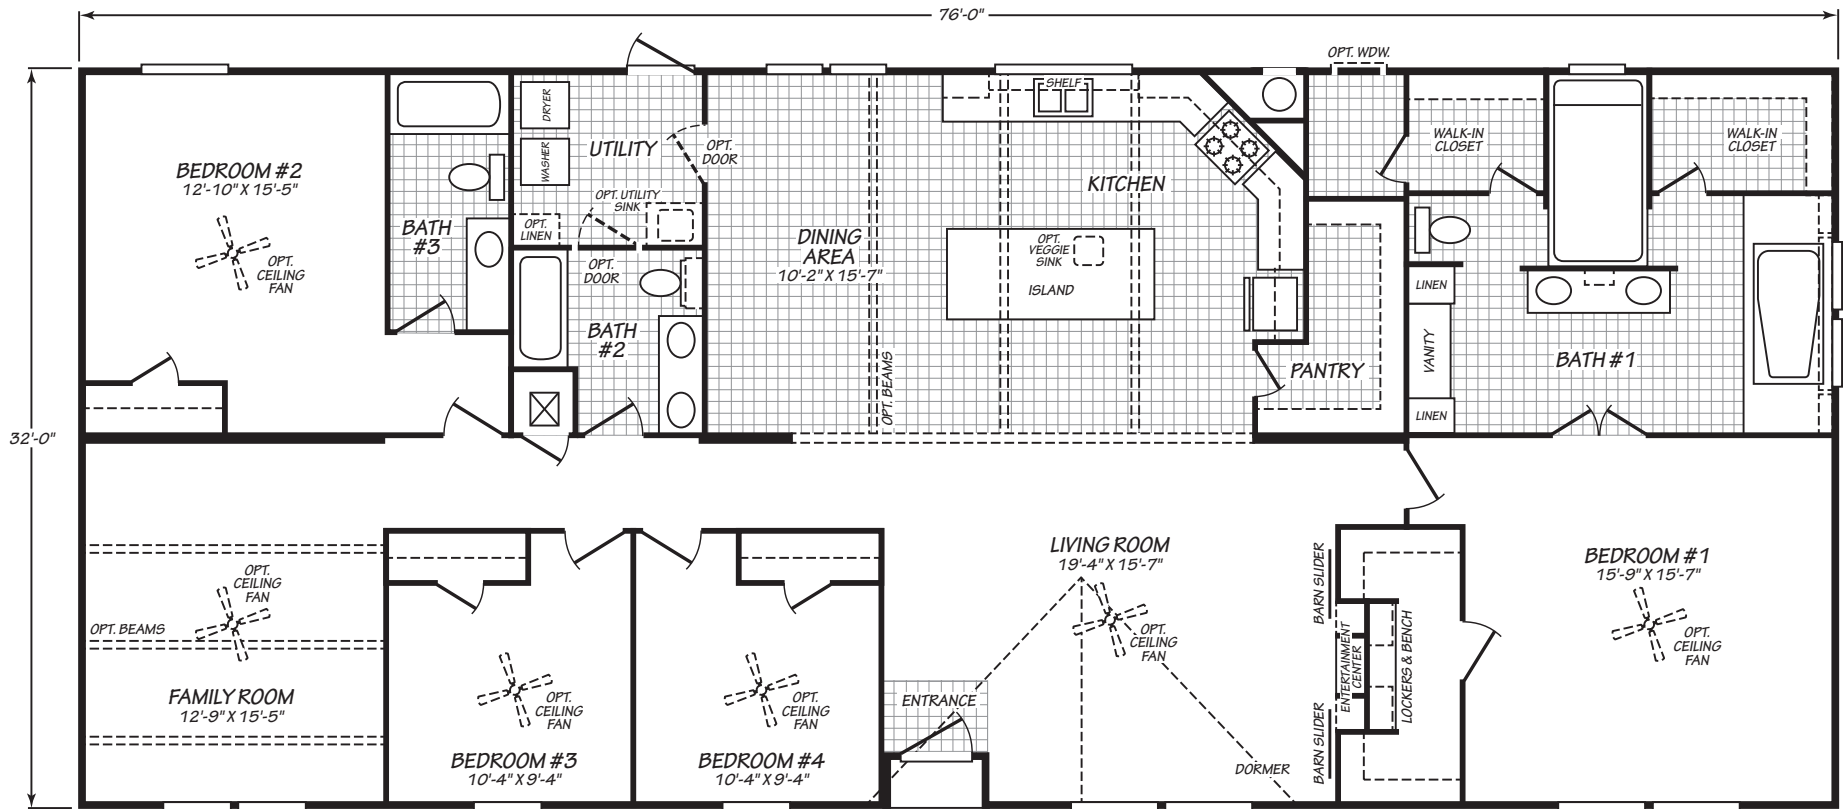 76'-0"
OPT. WDW.
SHELF
DRYER
WASHER
UTILITY
OPT.
DOOR
WALK-IN
CLOSET
WALK-IN
CLOSET
BEDROOM #2
12'-10" X 15'-5"
KITCHEN
OPT. UTILITY
SINK
OPT.
LINEN
BATH
#3
OPT.
CEILING
FAN
DINING
AREA
10'-2" X 15'-7"
OPT.
VEGGIE
SINK
ISLAND
OPT.
DOOR
LINEN
BATH
#2
VANITY
BATH #1
PANTRY
OPT. BEAMS
LINEN
32'-0"
LIVING ROOM
19'-4" X 15'-7"
BEDROOM #1
15'-9" X 15'-7"
OPT.
CEILING
FAN
BARN SLIDER
OPT. BEAMS
OPT.
CEILING
FAN
OPT.
CEILING
FAN
ENTERTAINMENT
CENTER
LOCKERS & BENCH
FAMILY ROOM
12'-9" X 15'-5"
OPT.
CEILING
FAN
OPT.
CEILING
FAN
ENTRANCE
BARN SLIDER
BEDROOM #3
10'-4" X 9'-4"
BEDROOM #4
10'-4" X 9'-4"
DORMER